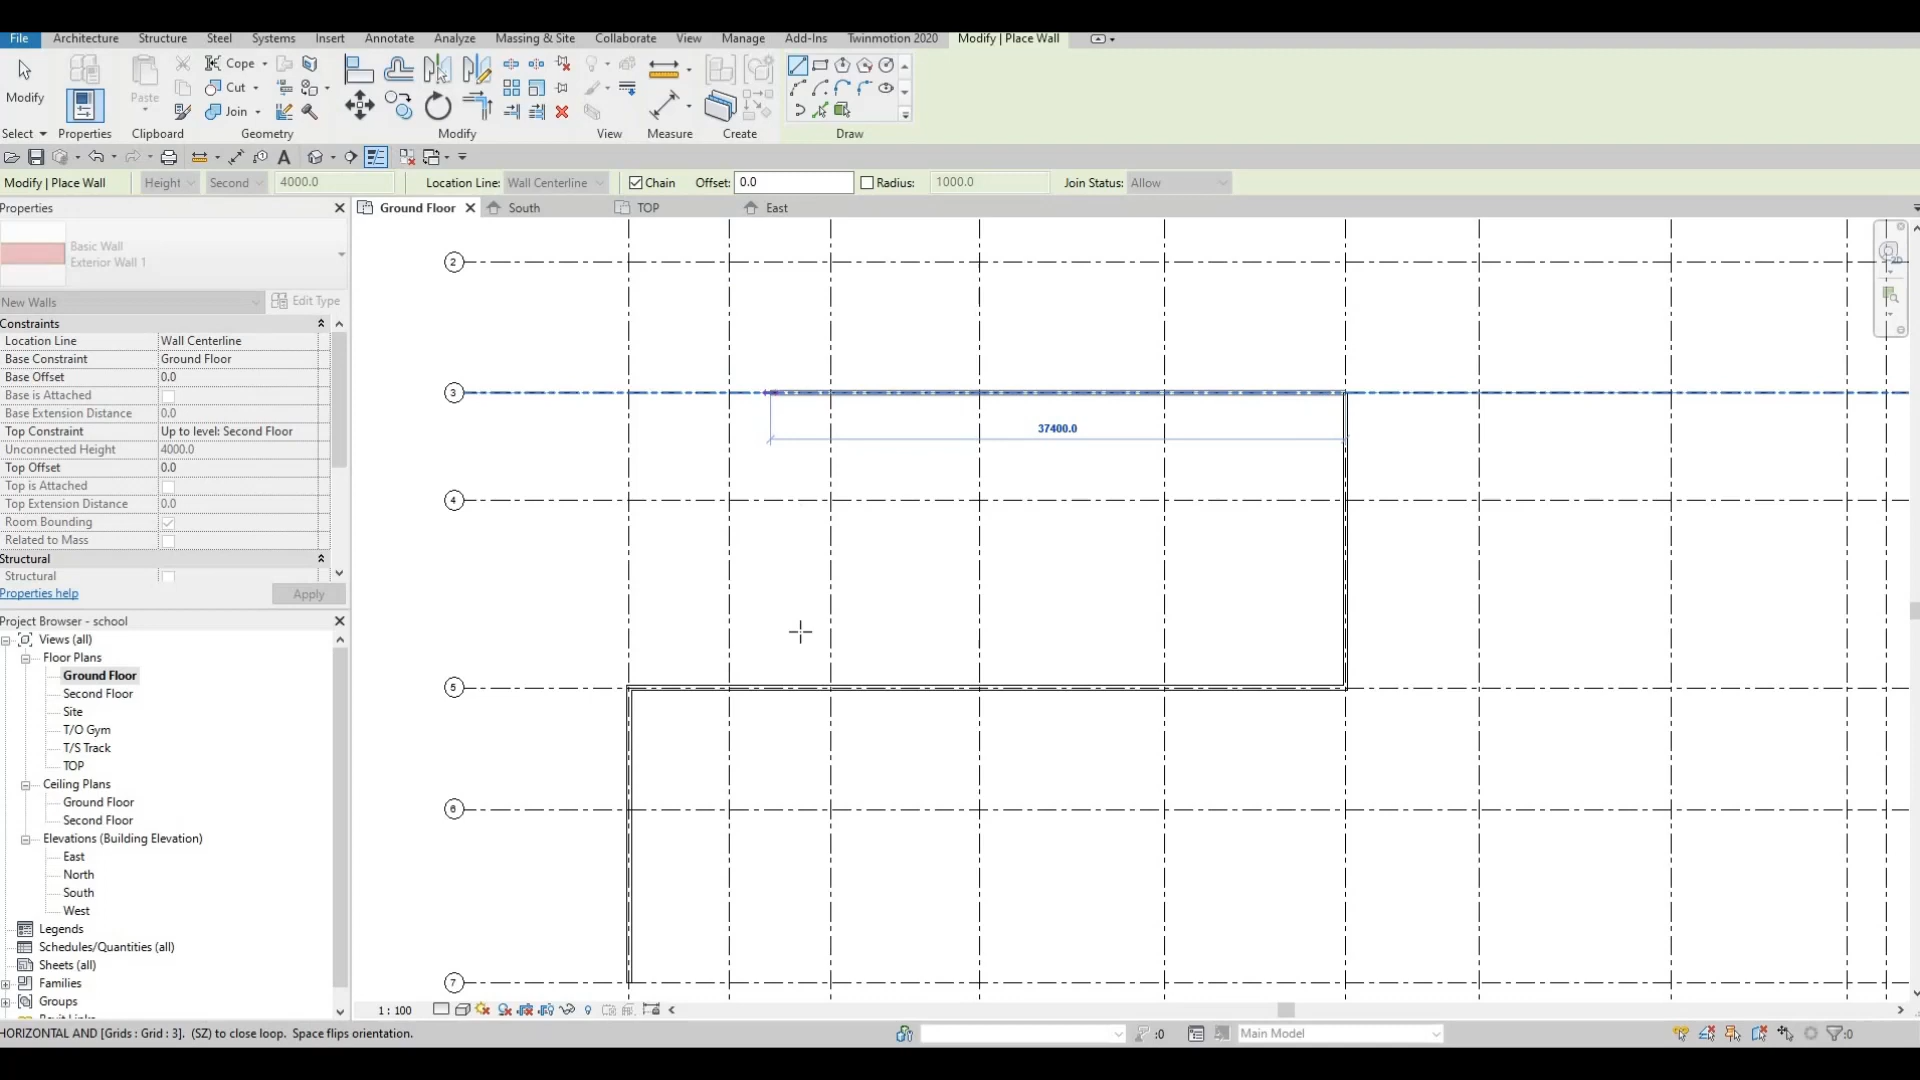 File Architecture Structure Steel Systems Insert Annotate Analyze Massing & Site Collaborate View Manage Add-Ins Twinmotion 2020 Modify | Place Wall
Cope
Cut
Modify Paste Join
Select Properties Clipboard Geometry Modify View Measure Create Draw
Modify | Place Wall Height Second 4000.0 Location Line: Wall Centerline Chain Offset: 0.0 Radius: 1000.0 Join Status: Allow
Properties
Ground Floor South TOP East
Basic Wall
Exterior Wall 1
New Walls Edit Type
Constraints
Location Line Wall Centerline
Base Constraint Ground Floor
Base Offset 0.0
Base is Attached
Base Extension Distance 0.0
Top Constraint Up to level: Second Floor
Unconnected Height 4000.0
Top Offset 0.0
Top is Attached
Top Extension Distance 0.0
Room Bounding
Related to Mass
Structural
Structural
Properties help Apply
Project Browser - school
Views (all)
Floor Plans
Ground Floor
Second Floor
Site
T/O Gym
T/S Track
TOP
Ceiling Plans
Ground Floor
Second Floor
Elevations (Building Elevation)
East
North
South
West
Legends
Schedules/Quantities (all)
Sheets (all)
Families
Groups
2
3
37400.0
4
5
6
7
1 : 100
HORIZONTAL AND [Grids : Grid : 3]. (SZ) to close loop. Space flips orientation. :0 Main Model :0